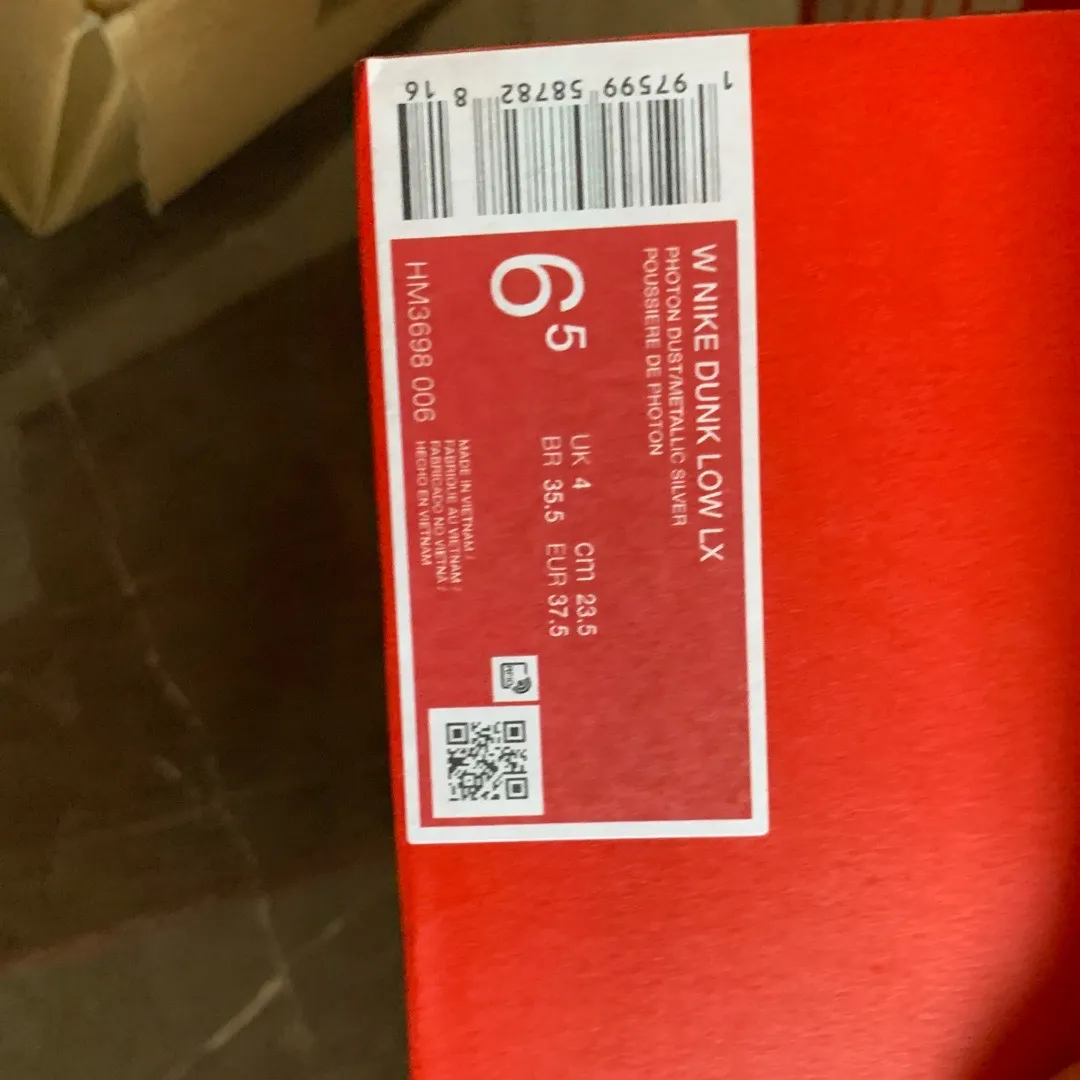 W NIKE DUNK LOW LX
PHOTON DUST/METALLIC SILVER
POUSSIERE DE PHOTON
6 5
UK 4 cm 23.5
BR 35.5 EUR 37.5
HM3698 006
MADE IN VIETNAM /
FABRIQUE AU VIETNAM /
FABRICADO NO VIETNÃ /
HECHO EN VIETNAM
1 97599 58782 8 16